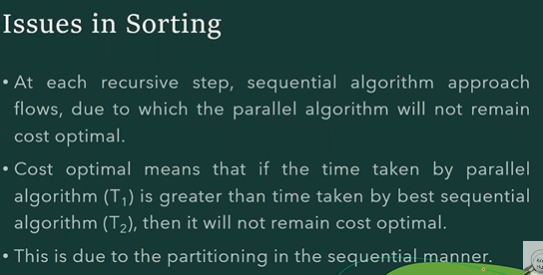 Issues in Sorting
• At each recursive step, sequential algorithm approach
flows, due to which the parallel algorithm will not remain
cost optimal.
• Cost optimal means that if the time taken by parallel
algorithm (T₁) is greater than time taken by best sequential
algorithm (T₂), then it will not remain cost optimal.
• This is due to the partitioning in the sequential manner.